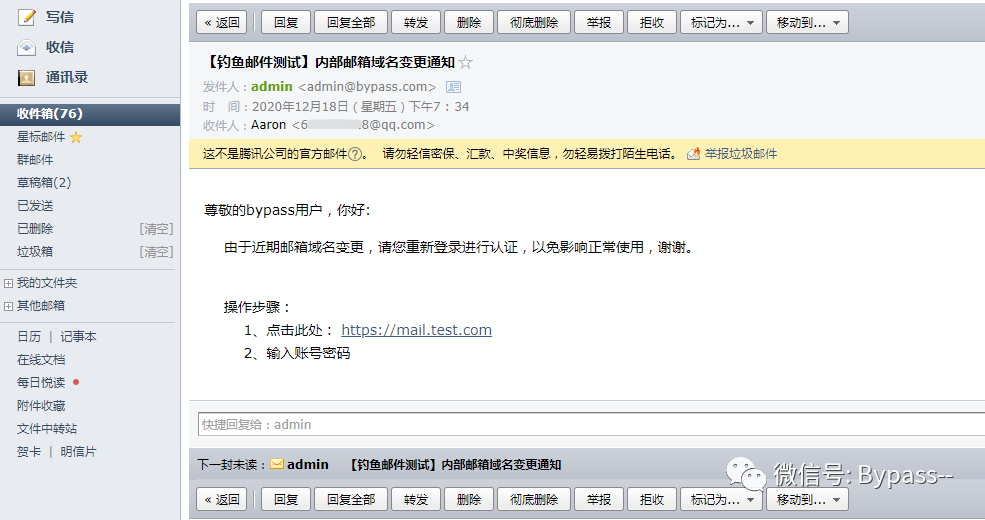 写信
收信
通讯录
收件箱(76)
星标邮件
群邮件
草稿箱(2)
已发送
已删除 [清空]
垃圾箱 [清空]
我的文件夹
其他邮箱
日历 | 记事本
在线文档
每日悦读
附件收藏
文件中转站
贺卡 | 明信片
« 返回 回复 回复全部 转发 删除 彻底删除 举报 拒收 标记为... 移动到...
【钓鱼邮件测试】内部邮箱域名变更通知
发件人：admin <admin@bypass.com>
时 间：2020年12月18日（星期五）下午7：34
收件人：Aaron <6 8@qq.com>
这不是腾讯公司的官方邮件?。 请勿轻信密保、汇款、中奖信息，勿轻易拨打陌生电话。 举报垃圾邮件
尊敬的bypass用户，你好：
由于近期邮箱域名变更，请您重新登录进行认证，以免影响正常使用，谢谢。
操作步骤：
1、点击此处： https://mail.test.com
2、输入账号密码
快捷回复给：admin
下一封未读：admin 【钓鱼邮件测试】内部邮箱域名变更通知
微信号: Bypass--
« 返回 回复 回复全部 转发 删除 彻底删除 举报 拒收 标记为... 移动到...